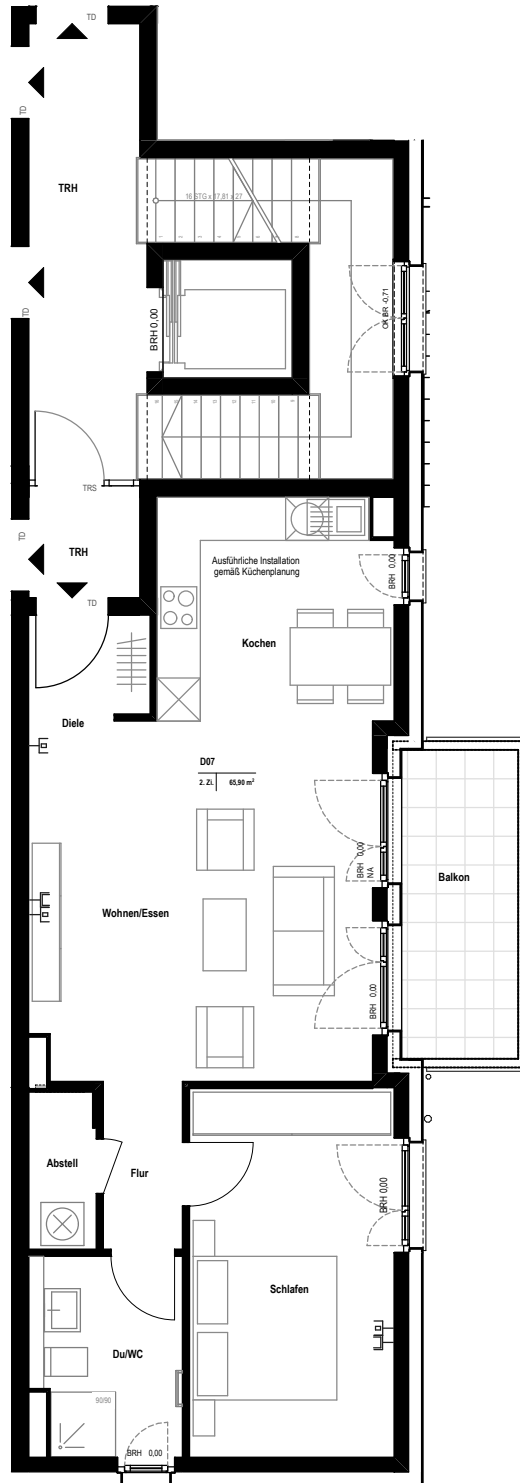 TD
TD
TRH
16 STG x 17,81 x 27
BRH 0,00
OK BR -0,71
TD
TRS
TD
TRH
TD
Ausführliche Installation
gemäß Küchenplanung
BRH 0,00
Kochen
Diele
D07
2. Zi. 65,90 m²
BRH 0,00
NA
Balkon
Wohnen/Essen
BRH 0,00
Abstell
Flur
BRH 0,00
Schlafen
Du/WC
90/90
BRH 0,00